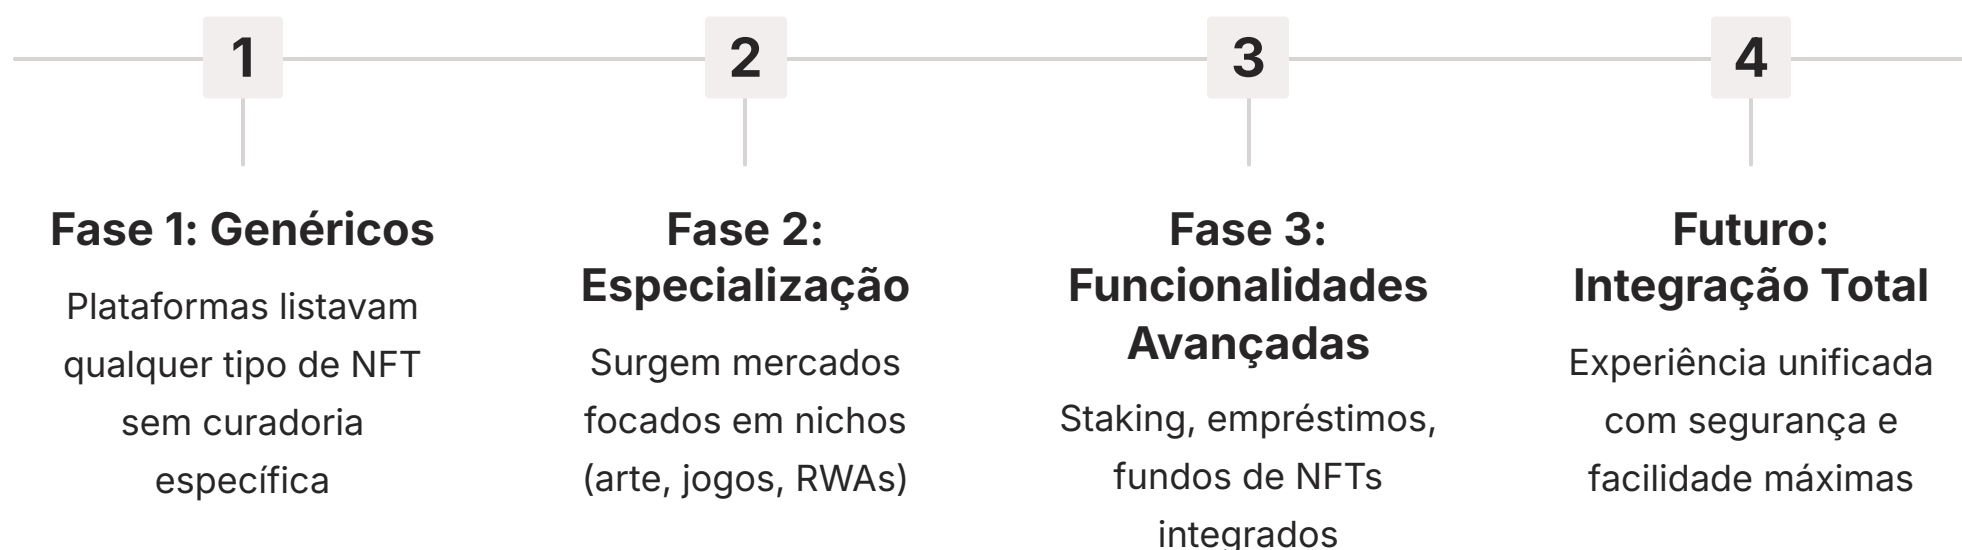 1
Fase 1: Genéricos
Plataformas listavam
qualquer tipo de NFT
sem curadoria
específica
2
Fase 2:
Especialização
Surgem mercados
focados em nichos
(arte, jogos, RWAs)
3
Fase 3:
Funcionalidades
Avançadas
Staking, empréstimos,
fundos de NFTs
integrados
4
Futuro:
Integração Total
Experiência unificada
com segurança e
facilidade máximas